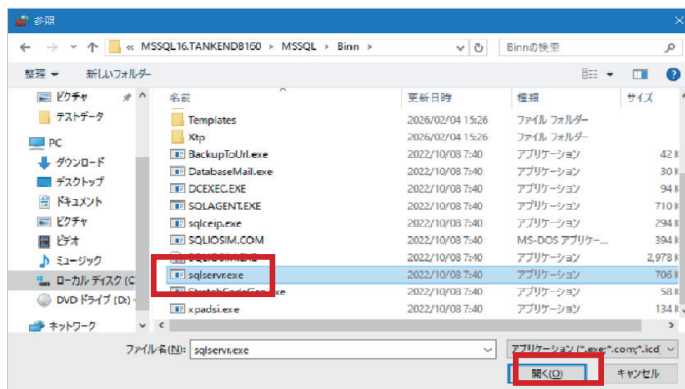 参照
« MSSQL16.TANKENDB160 > MSSQL > Binn >
Binnの検索
整理 新しいフォルダー
ピクチャ
テストデータ
PC
ダウンロード
デスクトップ
ドキュメント
ピクチャ
ビデオ
ミュージック
ローカル ディスク (C
DVD ドライブ (D:)
ネットワーク
名前 更新日時 種類 サイズ
Templates 2026/02/04 15:26 ファイル フォルダー
Xtp 2026/02/04 15:26 ファイル フォルダー
BackupToUrl.exe 2022/10/08 7:40 アプリケーション 42 K
DatabaseMail.exe 2022/10/08 7:40 アプリケーション 30 K
DCEXEC.EXE 2022/10/08 7:40 アプリケーション 94 K
SQLAGENT.EXE 2022/10/08 7:40 アプリケーション 710 K
sqlceip.exe 2022/10/08 7:40 アプリケーション 294 K
SQLIOSIM.COM 2022/10/08 7:40 MS-DOS アプリケー... 394 K
SQLIOSIM.EXE 2022/10/08 7:40 アプリケーション 2,978 K
sqlservr.exe 2022/10/08 7:40 アプリケーション 706 K
StretchCodeGen.exe 2022/10/08 7:40 アプリケーション 58 K
xpadsi.exe 2022/10/08 7:40 アプリケーション 134 K
ファイル名(N): sqlservr.exe アプリケーション (*.exe;*.com;*.icd)
開く(O) キャンセル